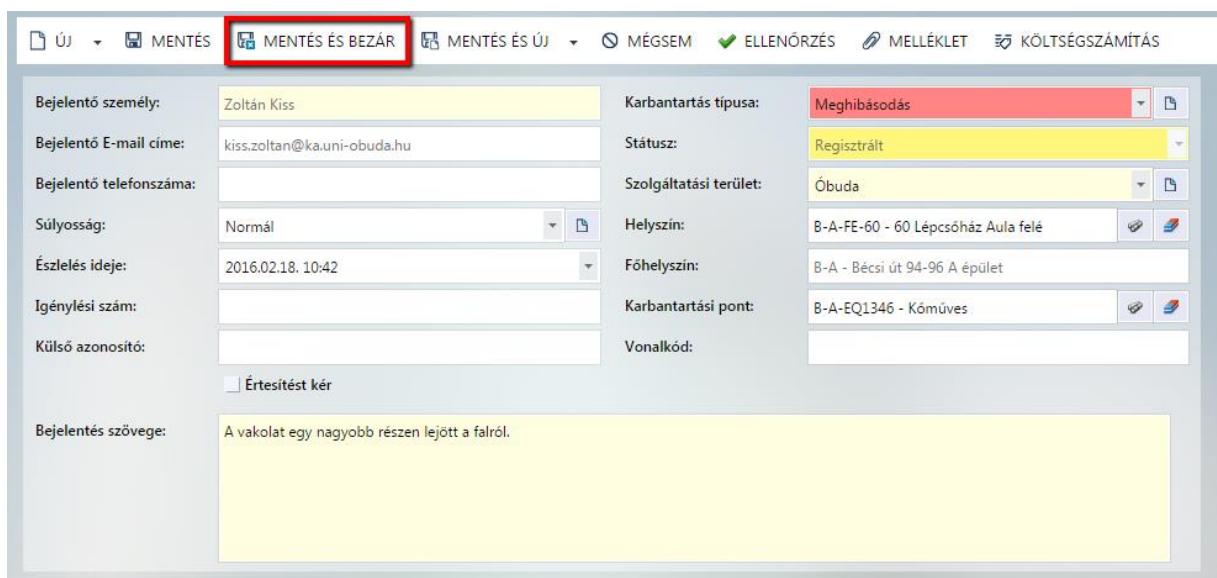 ÚJ MENTÉS MENTÉS ÉS BEZÁR MENTÉS ÉS ÚJ MÉGSEM ELLENŐRZÉS MELLÉKLET KÖLTSÉGSZÁMÍTÁS
Bejelentő személy: Zoltán Kiss Karbantartás típusa: Meghibásodás
Bejelentő E-mail címe: kiss.zoltan@ka.uni-obuda.hu Státusz: Regisztrált
Bejelentő telefonszáma: Szolgáltatási terület: Óbuda
Súlyosság: Normál Helyszín: B-A-FE-60 - 60 Lépcsőház Aula felé
Észlelés ideje: 2016.02.18. 10:42 Főhelyszín: B-A - Bécsi út 94-96 A épület
Igénylési szám: Karbantartási pont: B-A-EQ1346 - Kőműves
Külső azonosító: Vonalkód:
Értesítést kér
Bejelentés szövege: A vakolat egy nagyobb részen lejött a falról.